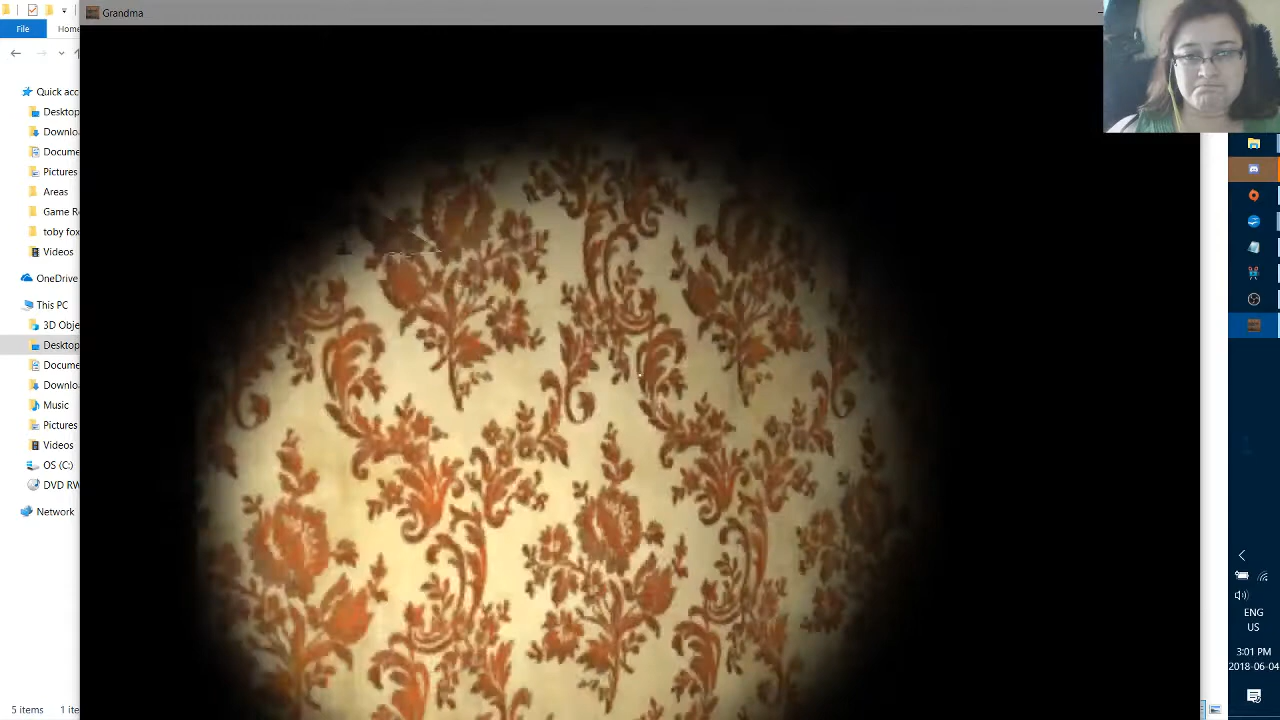 Grandma
File
Home
Quick acc
Desktop
Downlo
Docume
Pictures
Areas
Game R
toby fox
Videos
OneDrive
This PC
3D Obje
Desktop
Docume
Downlo
Music
Pictures
Videos
OS (C:)
DVD RW
Network
5 items
1 ite
ENG
US
3:01 PM
2018-06-04